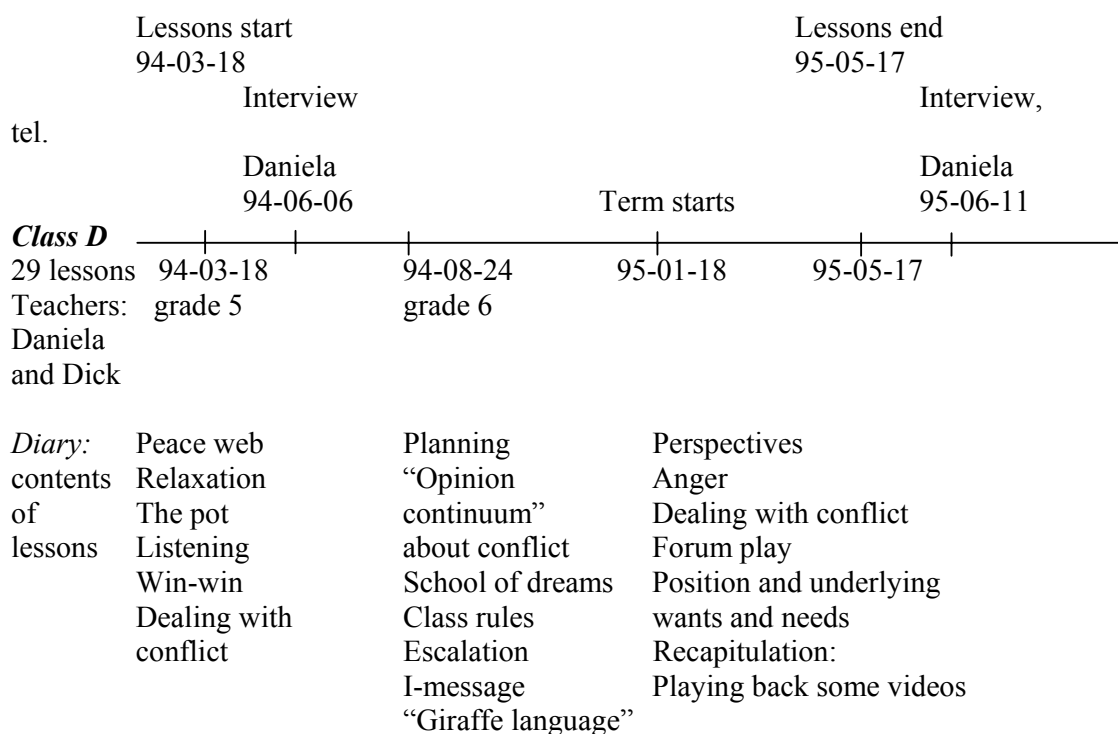 Lessons start Lessons end
94-03-18 95-05-17
Interview Interview,
tel.
Daniela Daniela
94-06-06 Term starts 95-06-11
Class D
29 lessons 94-03-18 94-08-24 95-01-18 95-05-17
Teachers: grade 5 grade 6
Daniela
and Dick
Diary: Peace web Planning Perspectives
contents Relaxation “Opinion Anger
of The pot continuum” Dealing with conflict
lessons Listening about conflict Forum play
Win-win School of dreams Position and underlying
Dealing with Class rules wants and needs
conflict Escalation Recapitulation:
I-message Playing back some videos
“Giraffe language”